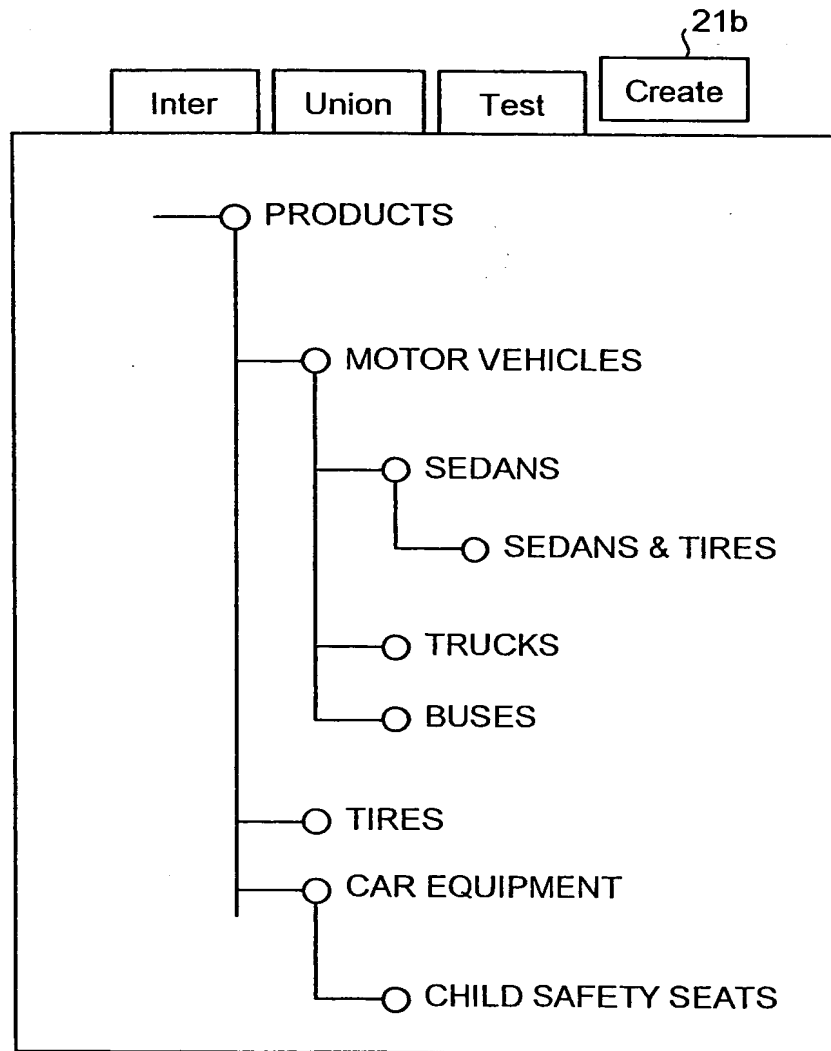 21b
Inter Union Test Create
PRODUCTS
MOTOR VEHICLES
SEDANS
SEDANS & TIRES
TRUCKS
BUSES
TIRES
CAR EQUIPMENT
CHILD SAFETY SEATS